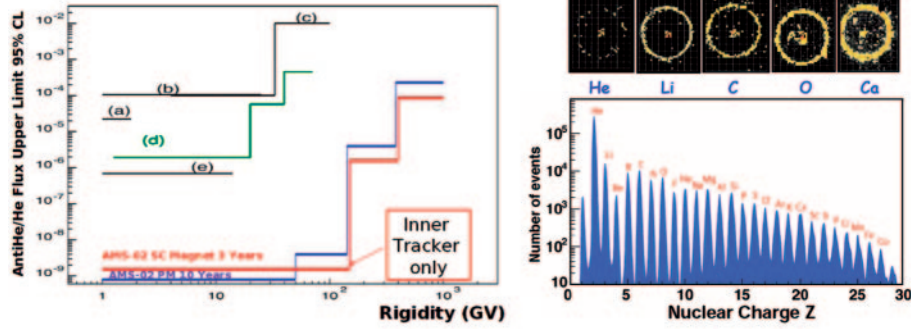 AntiHe/He Flux Upper Limit 95% CL
10⁻²
10⁻³
10⁻⁴
10⁻⁵
10⁻⁶
10⁻⁷
10⁻⁸
10⁻⁹
(c)
(b)
(a)
(d)
(e)
Inner
Tracker
only
AMS-02 SC Magnet 3 Years
AMS-02 PM 10 Years
1 10 10² 10³
Rigidity (GV)
He Li C O Ca
Number of events
10⁵
10⁴
10³
10²
10
He
Li
Be
B
C
N
O
F
Ne
Na
Mg
Al
Si
P
S
Cl
Ar
K
Ca
Sc
Ti
Cr
Mn
0 5 10 15 20 25 30
Nuclear Charge Z